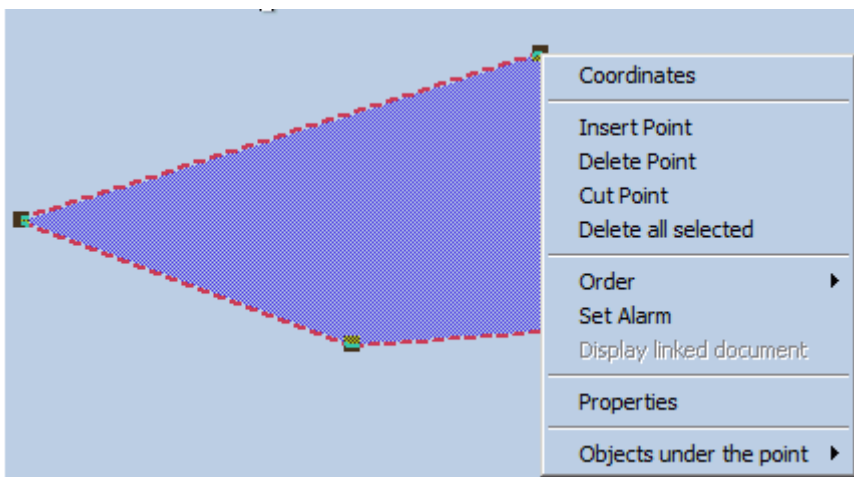 Coordinates
Insert Point
Delete Point
Cut Point
Delete all selected
Order
Set Alarm
Display linked document
Properties
Objects under the point